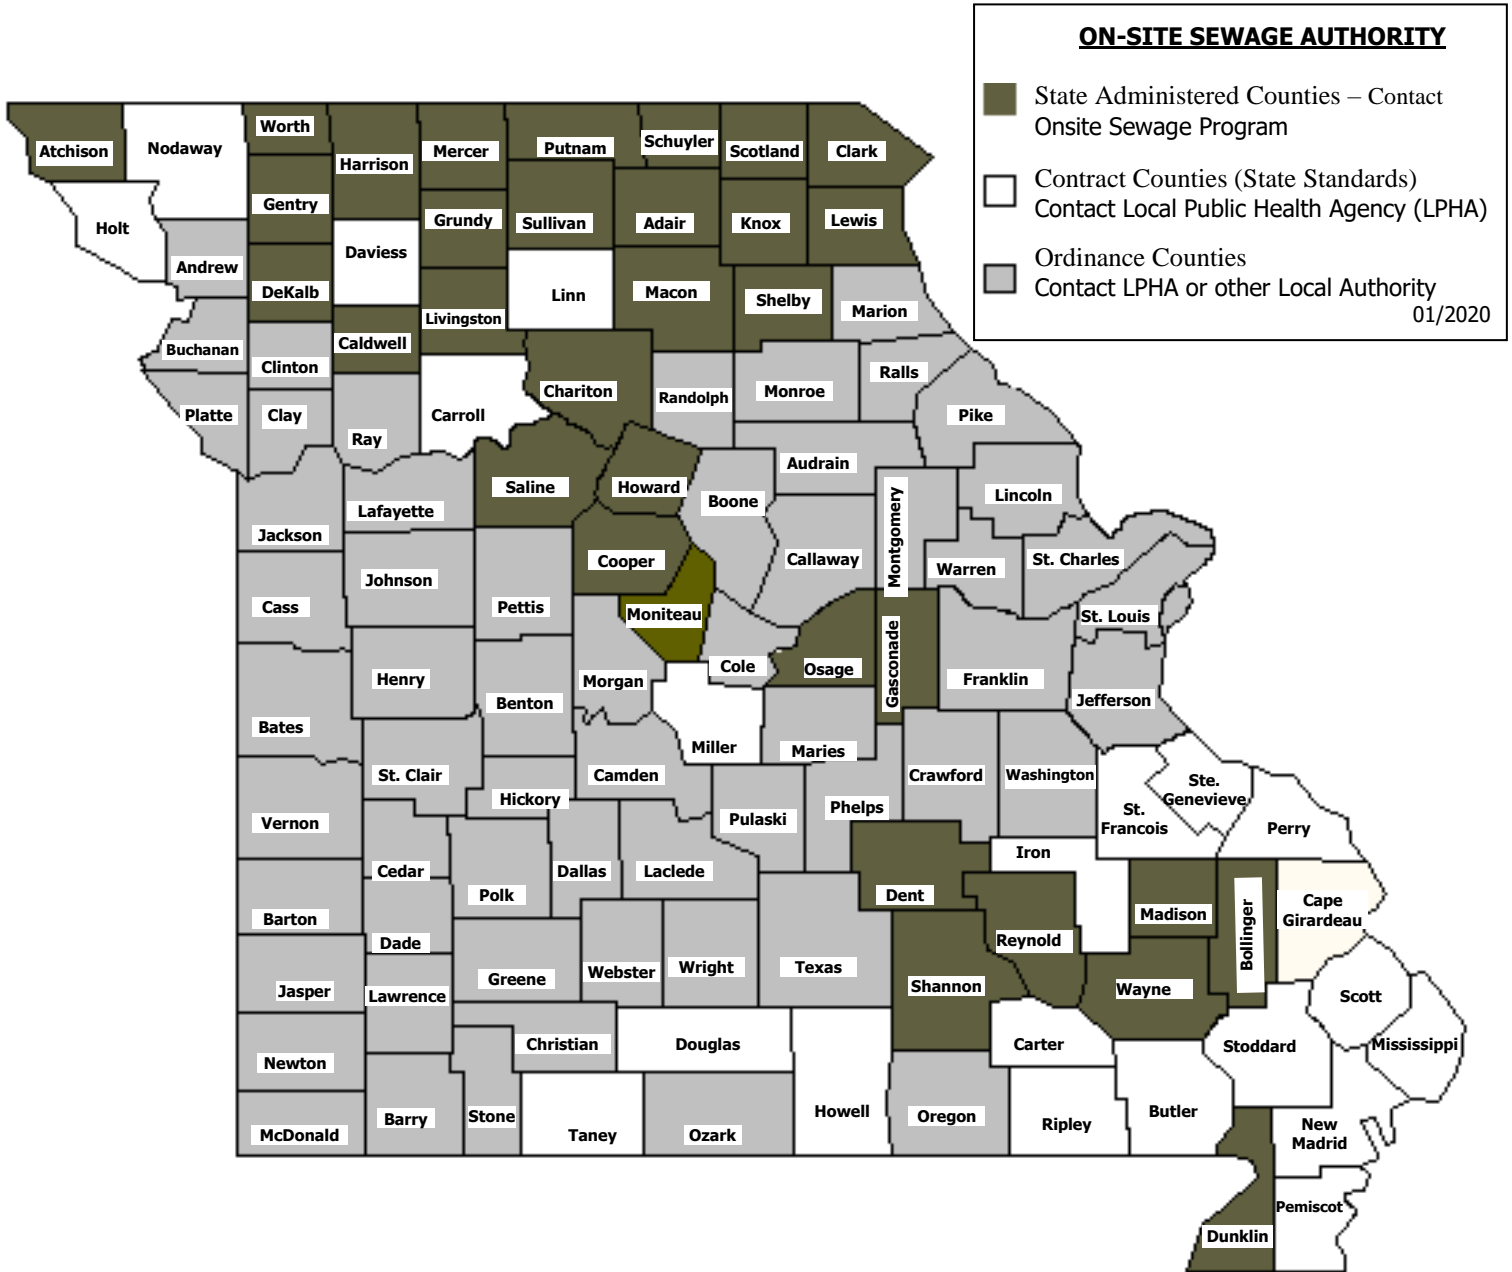 ON-SITE SEWAGE AUTHORITY
State Administered Counties – Contact
Onsite Sewage Program
Contract Counties (State Standards)
Contact Local Public Health Agency (LPHA)
Ordinance Counties
Contact LPHA or other Local Authority
01/2020
Atchison
Nodaway
Worth
Harrison
Mercer
Putnam
Schuyler
Scotland
Clark
Holt
Gentry
Grundy
Sullivan
Adair
Knox
Lewis
Andrew
Daviess
DeKalb
Livingston
Linn
Macon
Shelby
Marion
Buchanan
Clinton
Caldwell
Chariton
Randolph
Monroe
Ralls
Platte
Clay
Ray
Carroll
Pike
Audrain
Saline
Howard
Boone
Lincoln
Lafayette
Jackson
Montgomery
Johnson
Cooper
Callaway
Warren
St. Charles
Cass
Pettis
Moniteau
St. Louis
Cole
Osage
Gasconade
Franklin
Henry
Morgan
Benton
Jefferson
Bates
Miller
Maries
St. Clair
Camden
Crawford
Washington
Hickory
Phelps
Pulaski
Ste.
Genevieve
St.
Francois
Perry
Vernon
Iron
Cedar
Dallas
Laclede
Polk
Dent
Cape
Girardeau
Madison
Bollinger
Barton
Dade
Reynold
Greene
Webster
Wright
Texas
Jasper
Lawrence
Shannon
Wayne
Scott
Christian
Douglas
Carter
Stoddard
Mississippi
Newton
Barry
Stone
Howell
Oregon
Ripley
Butler
McDonald
Taney
Ozark
New
Madrid
Pemiscot
Dunklin